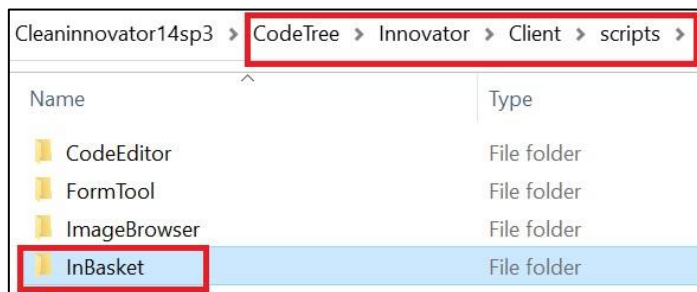 Cleaninnovator14sp3 > CodeTree > Innovator > Client > scripts >
Name Type
CodeEditor File folder
FormTool File folder
ImageBrowser File folder
InBasket File folder